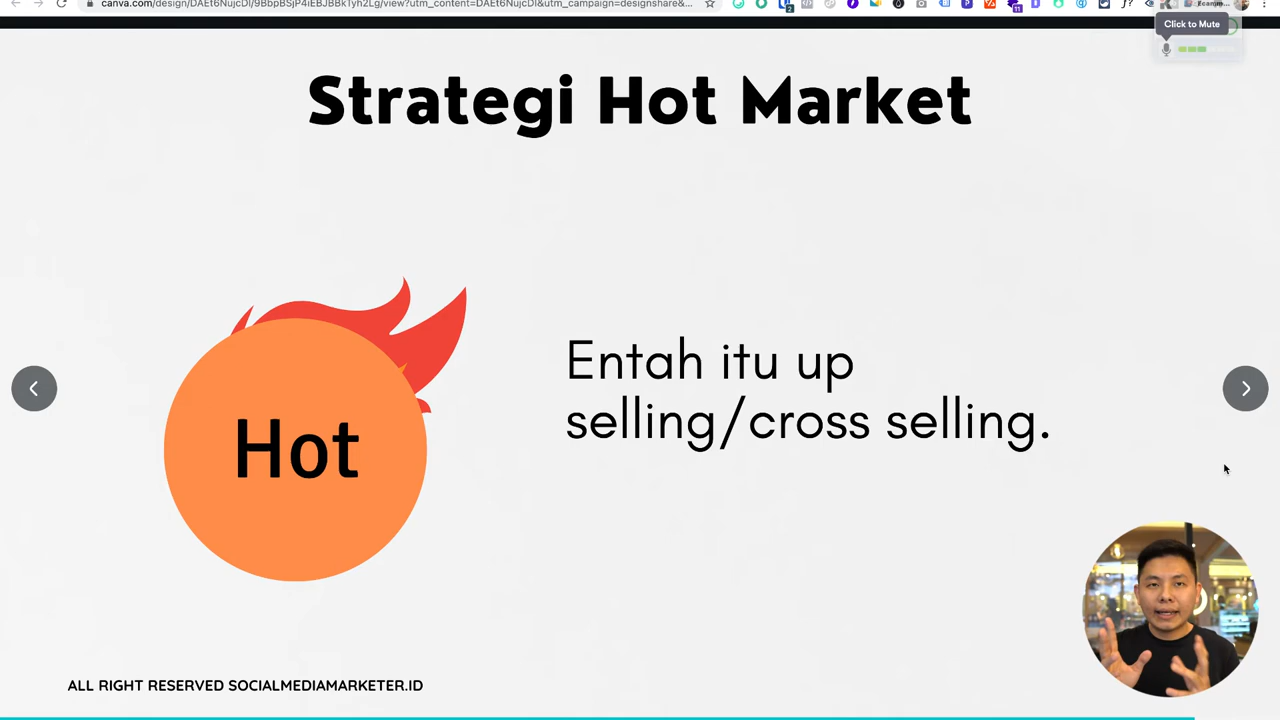 canva.com/design/DAEt6NujcDI/9BbpBSjP4iEBJBBkTyh2Lg/view?utm_content=DAEt6NujcDI&utm_campaign=designshare&...
Click to Mute
Strategi Hot Market
Hot
Entah itu up
selling/cross selling.
ALL RIGHT RESERVED SOCIALMEDIAMARKETER.ID